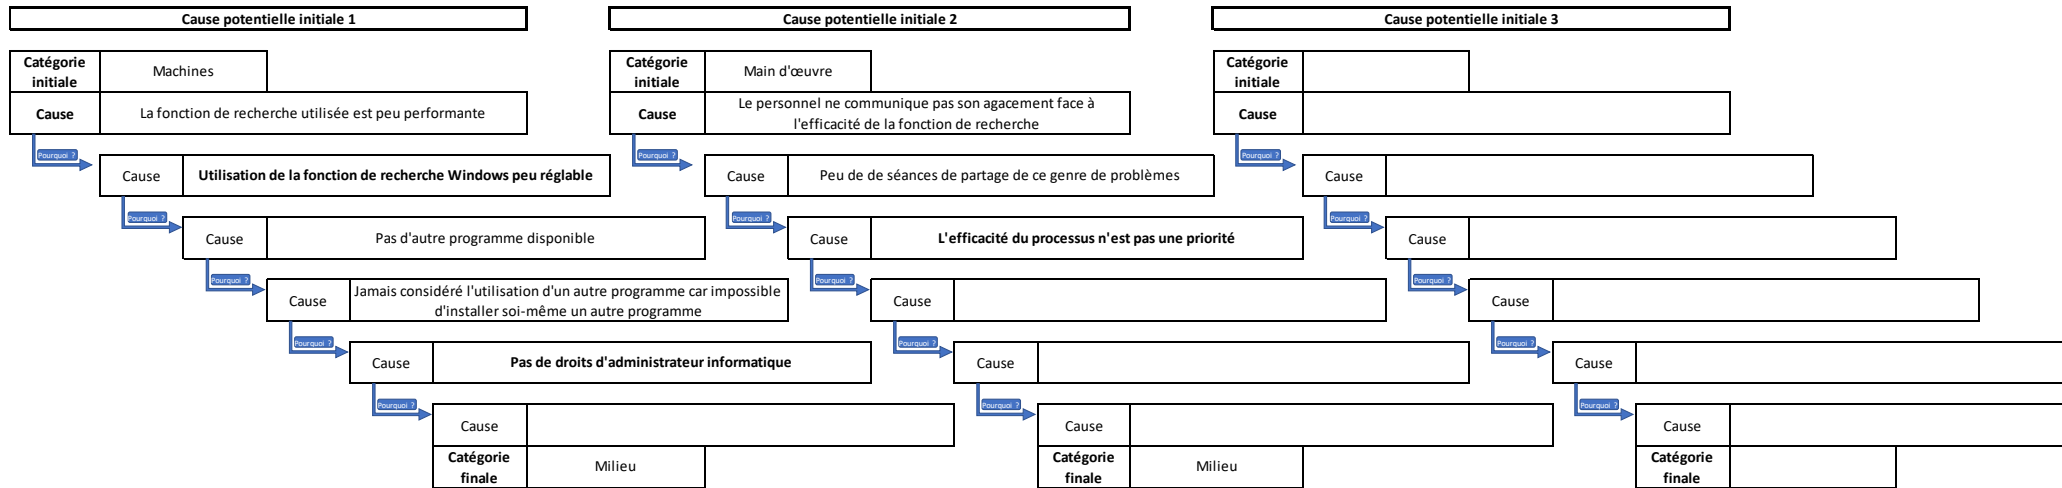 Cause potentielle initiale 1
Cause potentielle initiale 2
Cause potentielle initiale 3
Catégorie
initiale
Machines
Catégorie
initiale
Main d'œuvre
Catégorie
initiale
Cause
La fonction de recherche utilisée est peu performante
Cause
Le personnel ne communique pas son agacement face à
l'efficacité de la fonction de recherche
Cause
Pourquoi ?
Pourquoi ?
Pourquoi ?
Cause
Utilisation de la fonction de recherche Windows peu réglable
Cause
Peu de de séances de partage de ce genre de problèmes
Cause
Pourquoi ?
Pourquoi ?
Pourquoi ?
Cause
Pas d'autre programme disponible
Cause
L'efficacité du processus n'est pas une priorité
Cause
Pourquoi ?
Pourquoi ?
Pourquoi ?
Cause
Jamais considéré l'utilisation d'un autre programme car impossible
d'installer soi-même un autre programme
Cause
Cause
Pourquoi ?
Pourquoi ?
Pourquoi ?
Cause
Pas de droits d'administrateur informatique
Cause
Cause
Pourquoi ?
Pourquoi ?
Pourquoi ?
Cause
Cause
Cause
Catégorie
finale
Milieu
Catégorie
finale
Milieu
Catégorie
finale